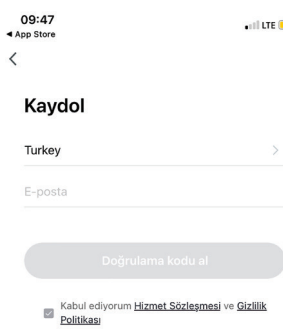 09:47
LTE
◀ App Store
Kaydol
Turkey
E-posta
Doğrulama kodu al
Kabul ediyorum Hizmet Sözleşmesi ve Gizlilik
Politikası